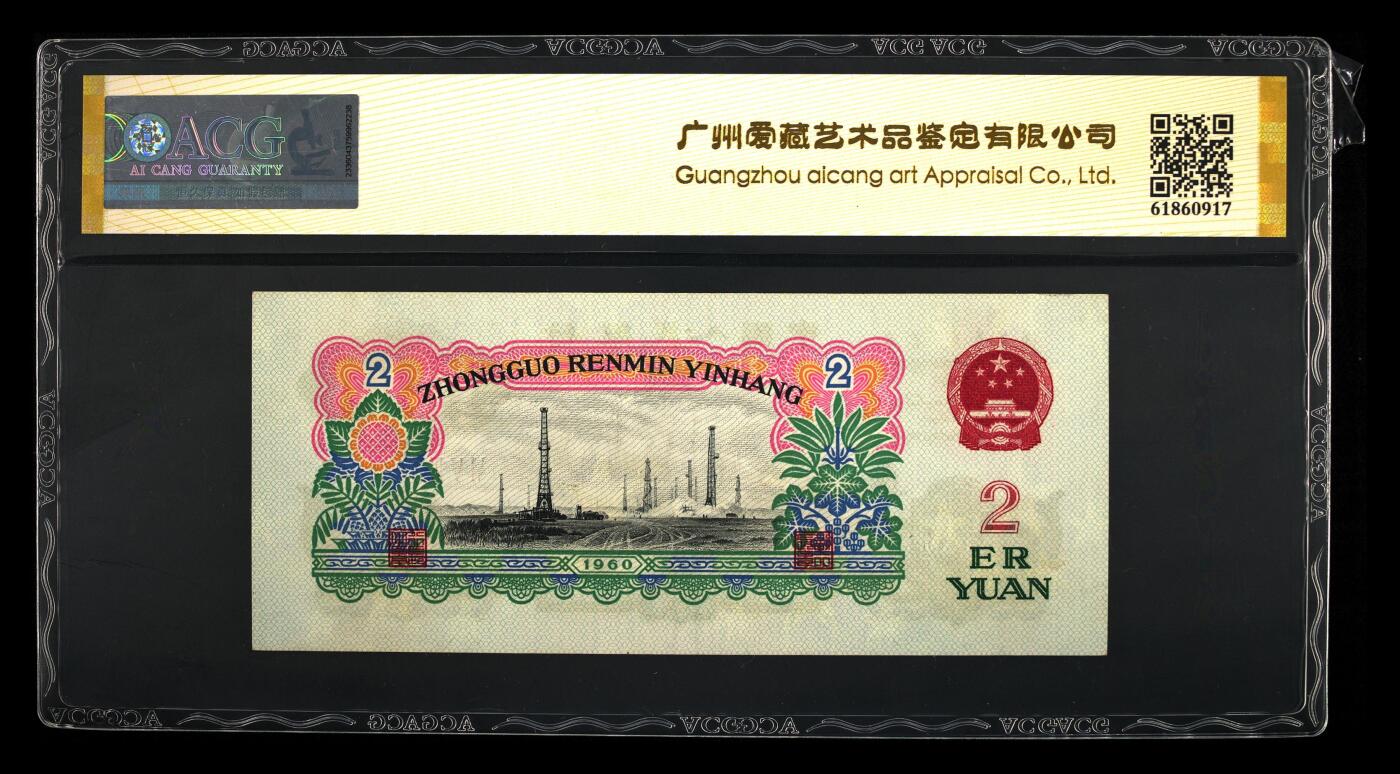 ACG
AI CANG GUARANTY
广州爱藏艺术品鉴定有限公司
Guangzhou aicang art Appraisal Co., Ltd.
61860917
2
ZHONGGUO RENMIN YINHANG
2
1960
2
ER
YUAN